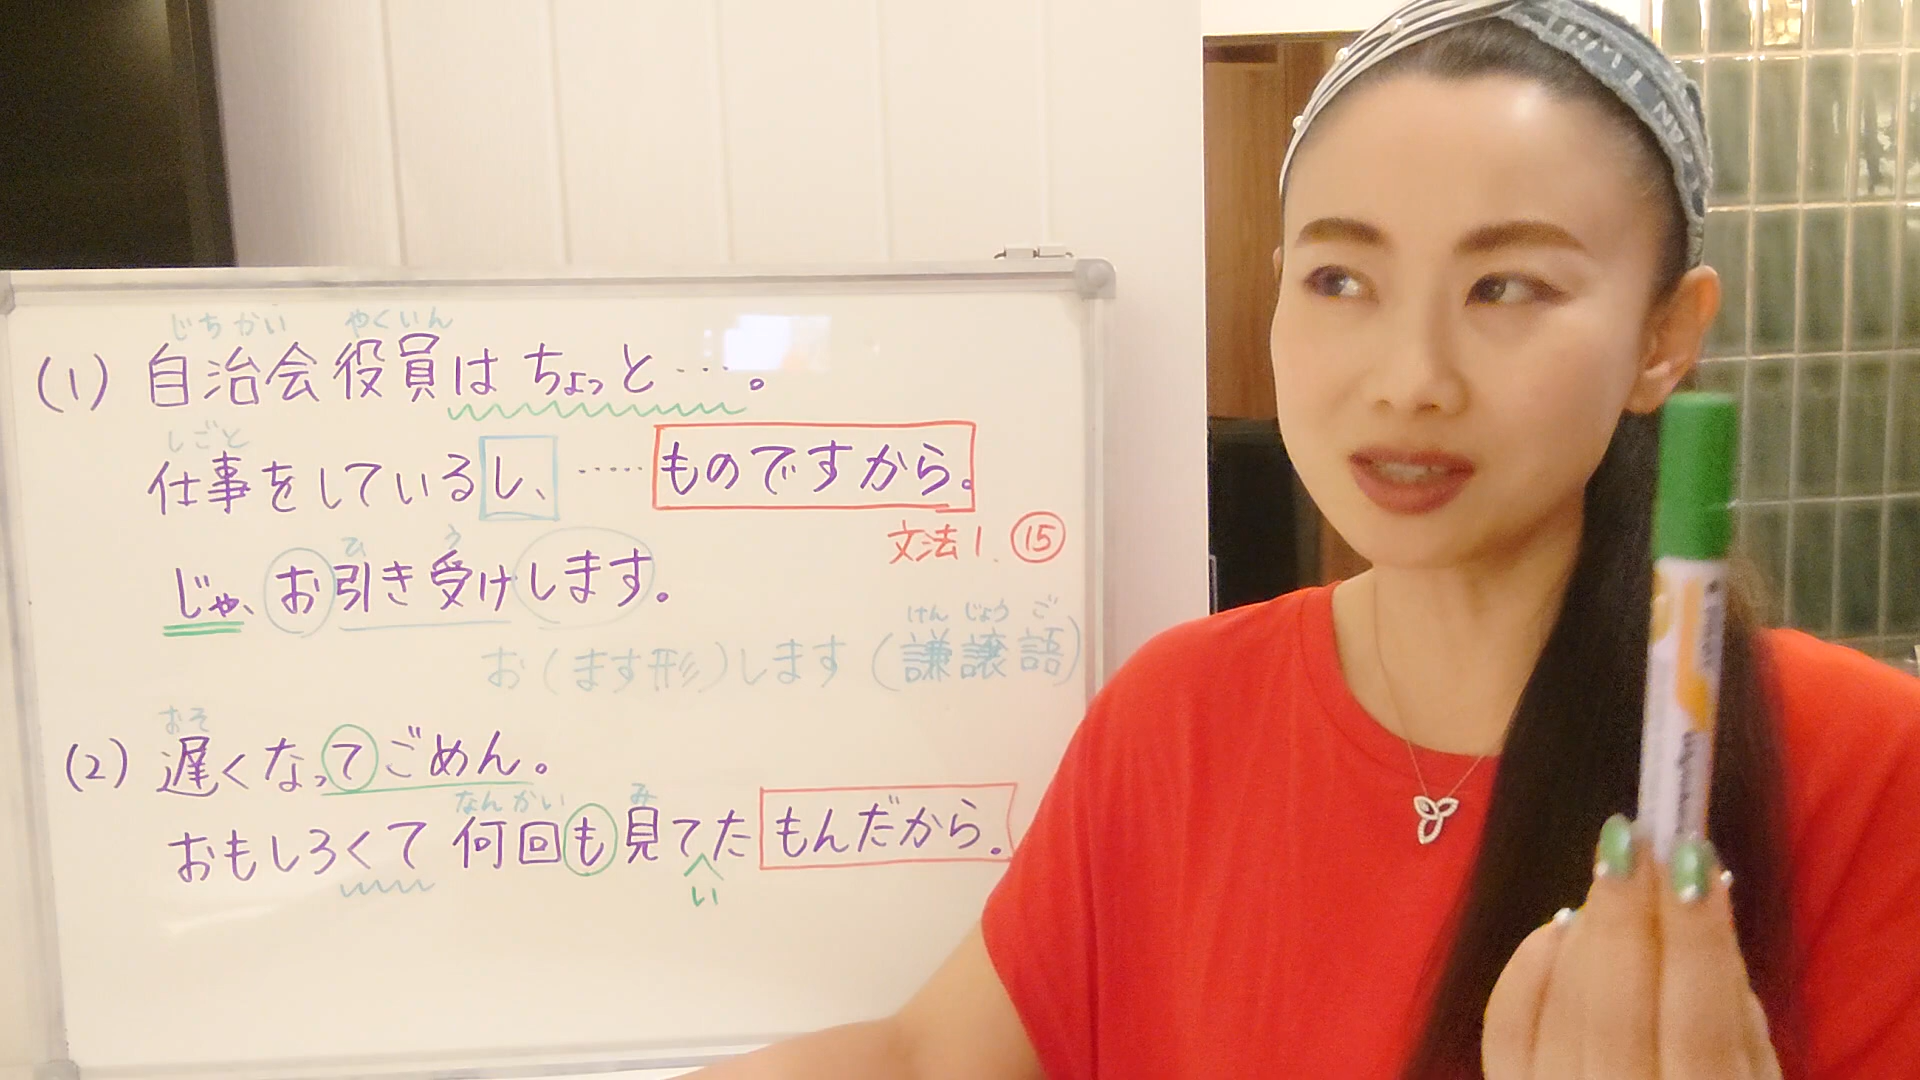 じちかい やくいん
(1) 自治会役員は ちょっと…。
しごと
仕事をしているし、……ものですから。
文法1. ⑮
ひ う
じゃ、お引き受けします。
けんじょうご
お(ます形)します(謙譲語)
おそ
(2) 遅くなってごめん。
なんかい み
おもしろくて 何回も見てた もんだから。
い